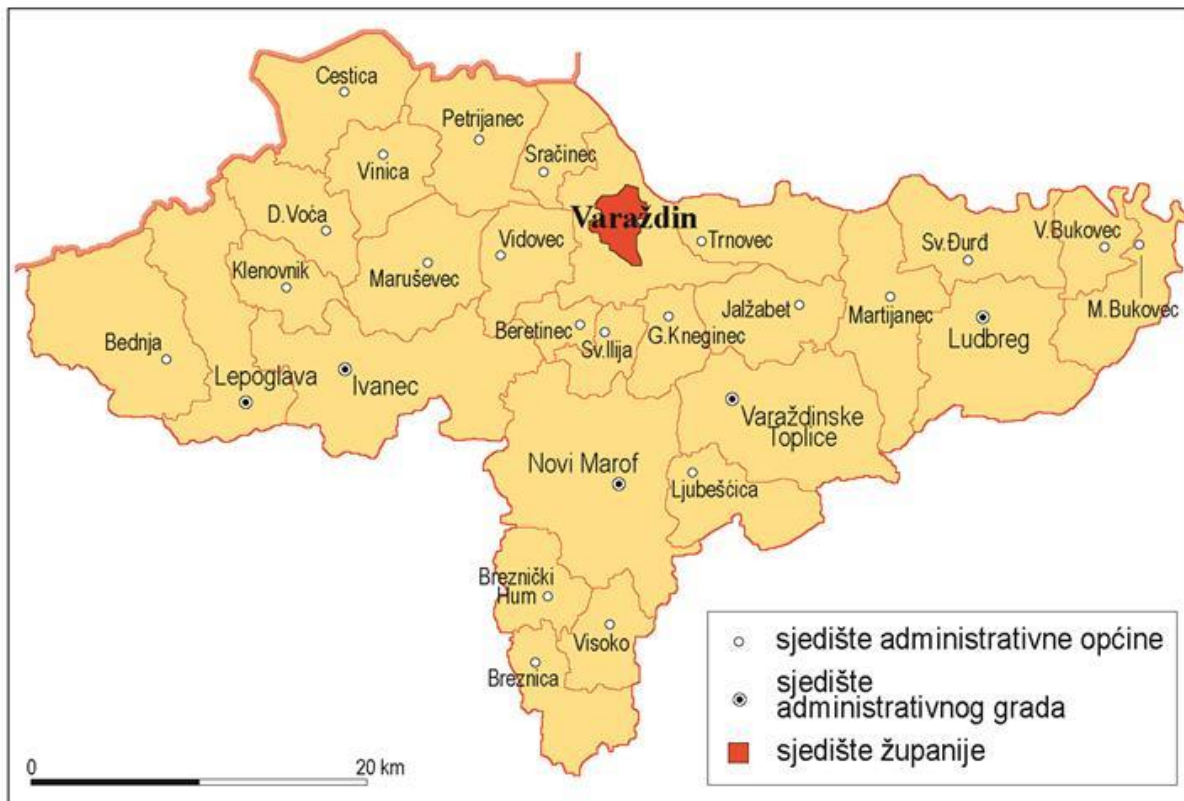 Cestica
Petrijanec
Sračinec
Vinica
Varaždin
D.Voća
Vidovec
Trnovec
Sv.Đurđ
V.Bukovec
Klenovnik
Maruševec
Bednja
Beretinec
Sv.Ilija
G.Kneginec
Jalžabet
Martijanec
M.Bukovec
Ludbreg
Lepoglava
Ivanec
Varaždinske
Toplice
Novi Marof
Ljubešćica
Breznički
Hum
Visoko
Breznica
sjedište administrativne općine
sjedište
administrativnog grada
sjedište županije
0
20 km